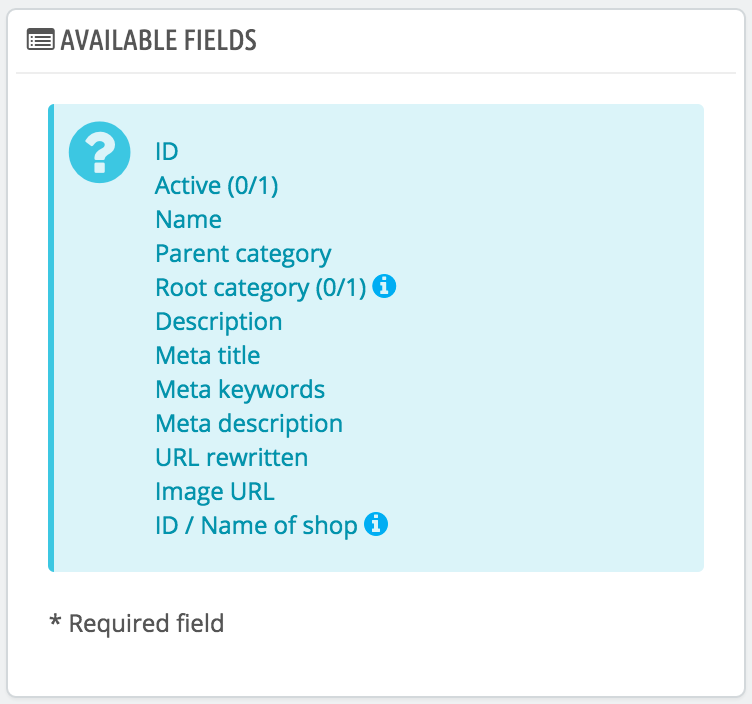 AVAILABLE FIELDS
ID
Active (0/1)
Name
Parent category
Root category (0/1)
Description
Meta title
Meta keywords
Meta description
URL rewritten
Image URL
ID / Name of shop
* Required field